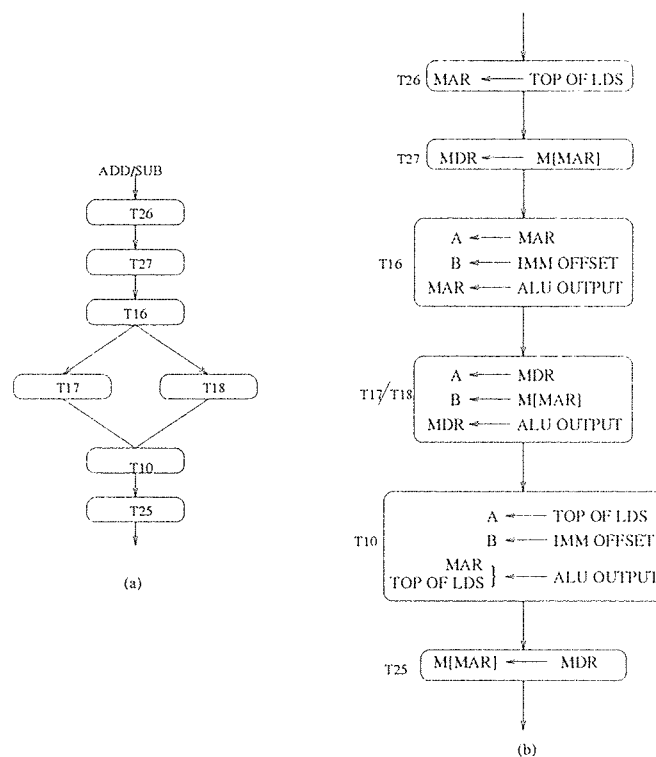 ADD/SUB
T26
T27
T16
T17 T18
T10
T25
(a)
T26 MAR TOP OF LDS
T27 MDR M[MAR]
T16
A MAR
B IMM OFFSET
MAR ALU OUTPUT
T17/T18
A MDR
B M[MAR]
MDR ALU OUTPUT
T10
A TOP OF LDS
B IMM OFFSET
MAR
TOP OF LDS } ALU OUTPUT
T25 M[MAR] MDR
(b)